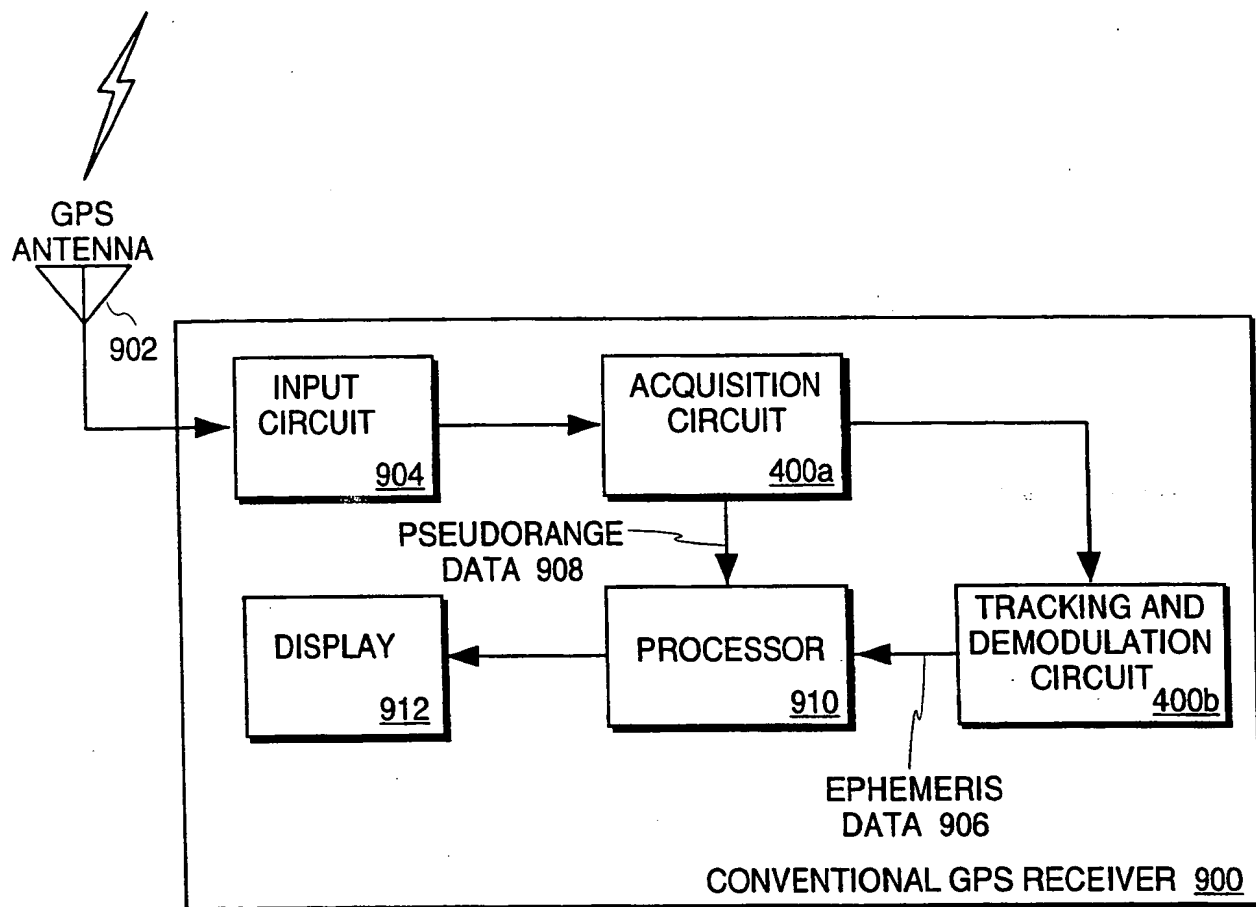 GPS
ANTENNA
902
INPUT
CIRCUIT
904
ACQUISITION
CIRCUIT
400a
PSEUDORANGE
DATA 908
DISPLAY
912
PROCESSOR
910
TRACKING AND
DEMODULATION
CIRCUIT
400b
EPHEMERIS
DATA 906
CONVENTIONAL GPS RECEIVER 900